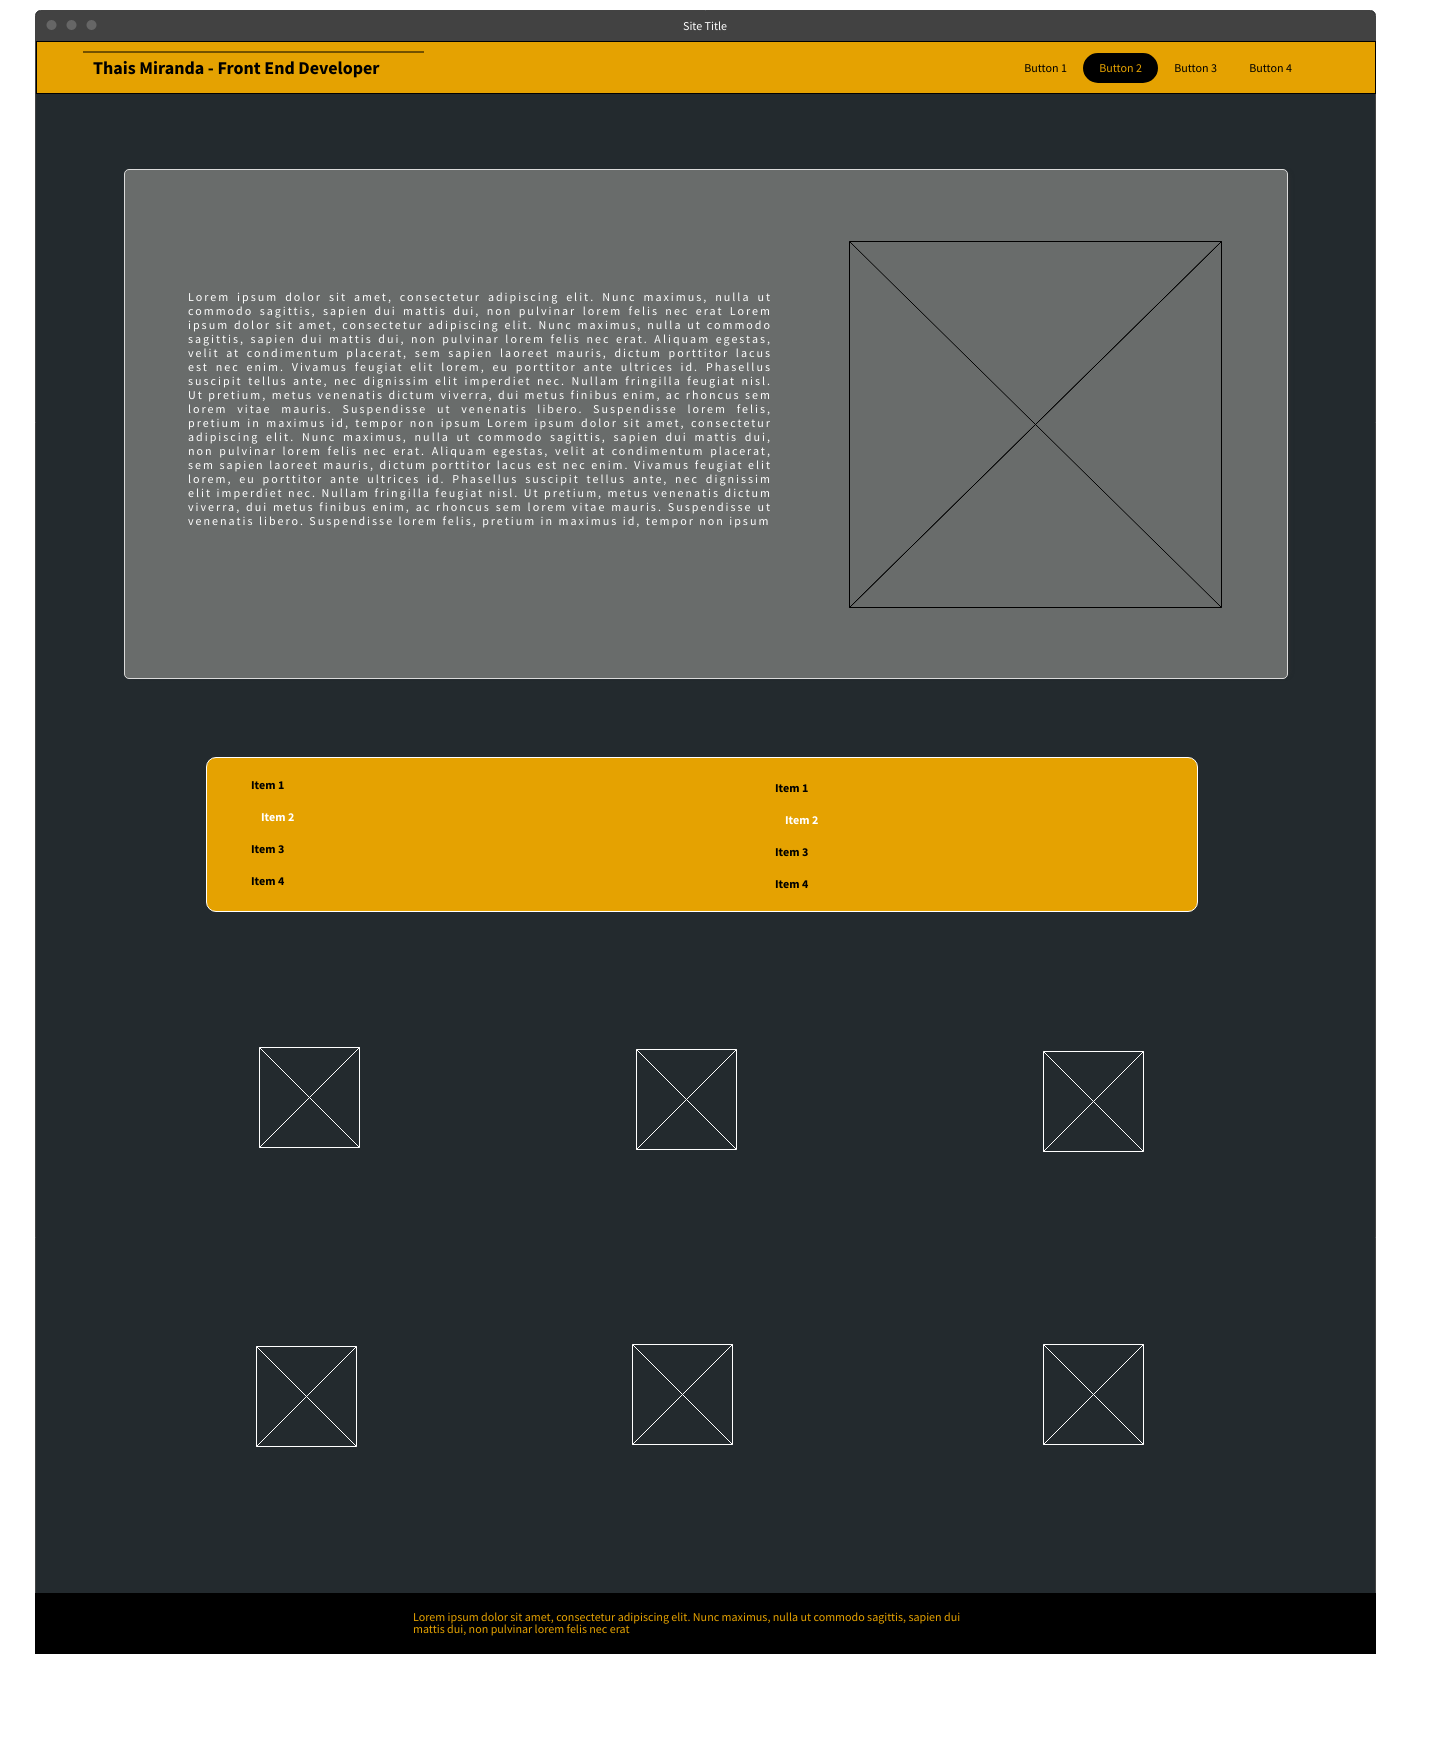 Site Title
Thais Miranda - Front End Developer
Button 1
Button 2
Button 3
Button 4
Lorem ipsum dolor sit amet, consectetur adipiscing elit. Nunc maximus, nulla ut
commodo sagittis, sapien dui mattis dui, non pulvinar lorem felis nec erat Lorem
ipsum dolor sit amet, consectetur adipiscing elit. Nunc maximus, nulla ut commodo
sagittis, sapien dui mattis dui, non pulvinar lorem felis nec erat. Aliquam egestas,
velit at condimentum placerat, sem sapien laoreet mauris, dictum porttitor lacus
est nec enim. Vivamus feugiat elit lorem, eu porttitor ante ultrices id. Phasellus
suscipit tellus ante, nec dignissim elit imperdiet nec. Nullam fringilla feugiat nisl.
Ut pretium, metus venenatis dictum viverra, dui metus finibus enim, ac rhoncus sem
lorem vitae mauris. Suspendisse ut venenatis libero. Suspendisse lorem felis,
pretium in maximus id, tempor non ipsum Lorem ipsum dolor sit amet, consectetur
adipiscing elit. Nunc maximus, nulla ut commodo sagittis, sapien dui mattis dui,
non pulvinar lorem felis nec erat. Aliquam egestas, velit at condimentum placerat,
sem sapien laoreet mauris, dictum porttitor lacus est nec enim. Vivamus feugiat elit
lorem, eu porttitor ante ultrices id. Phasellus suscipit tellus ante, nec dignissim
elit imperdiet nec. Nullam fringilla feugiat nisl. Ut pretium, metus venenatis dictum
viverra, dui metus finibus enim, ac rhoncus sem lorem vitae mauris. Suspendisse ut
venenatis libero. Suspendisse lorem felis, pretium in maximus id, tempor non ipsum
Item 1
Item 2
Item 3
Item 4
Item 1
Item 2
Item 3
Item 4
Lorem ipsum dolor sit amet, consectetur adipiscing elit. Nunc maximus, nulla ut commodo sagittis, sapien dui
mattis dui, non pulvinar lorem felis nec erat